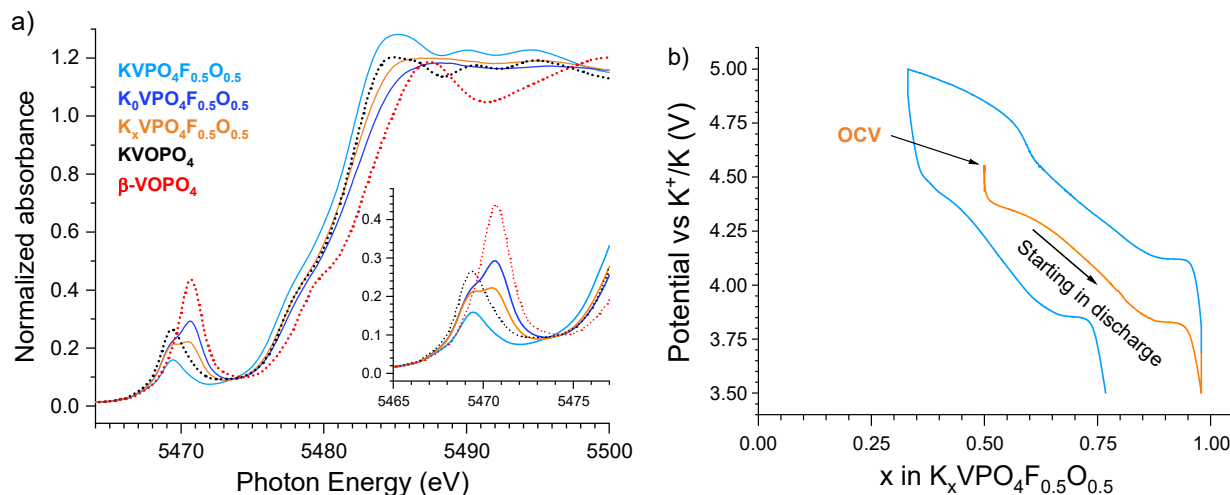 a)
Normalized absorbance
1.2
1.0
0.8
0.6
0.4
0.2
0.0
KVPO₄F₀.₅O₀.₅
K₀VPO₄F₀.₅O₀.₅
KₓVPO₄F₀.₅O₀.₅
KVOPO₄
β-VOPO₄
0.4
0.3
0.2
0.1
0.0
5465 5470 5475
5470 5480 5490 5500
Photon Energy (eV)
b)
Potential vs K⁺/K (V)
5.00
4.75
4.50
4.25
4.00
3.75
3.50
OCV
Starting in discharge
0.00 0.25 0.50 0.75 1.00
x in KₓVPO₄F₀.₅O₀.₅